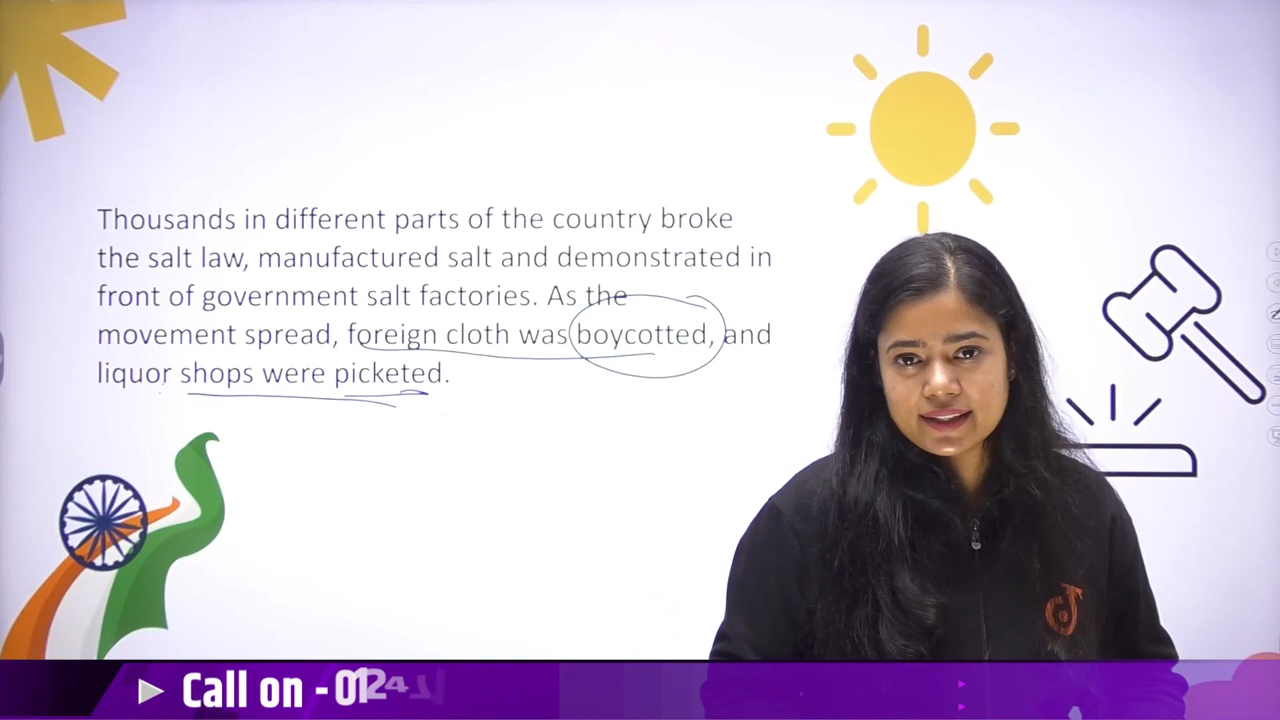 Thousands in different parts of the country broke
the salt law, manufactured salt and demonstrated in
front of government salt factories. As the
movement spread, foreign cloth was boycotted, and
liquor shops were picketed.
Call on - 0124